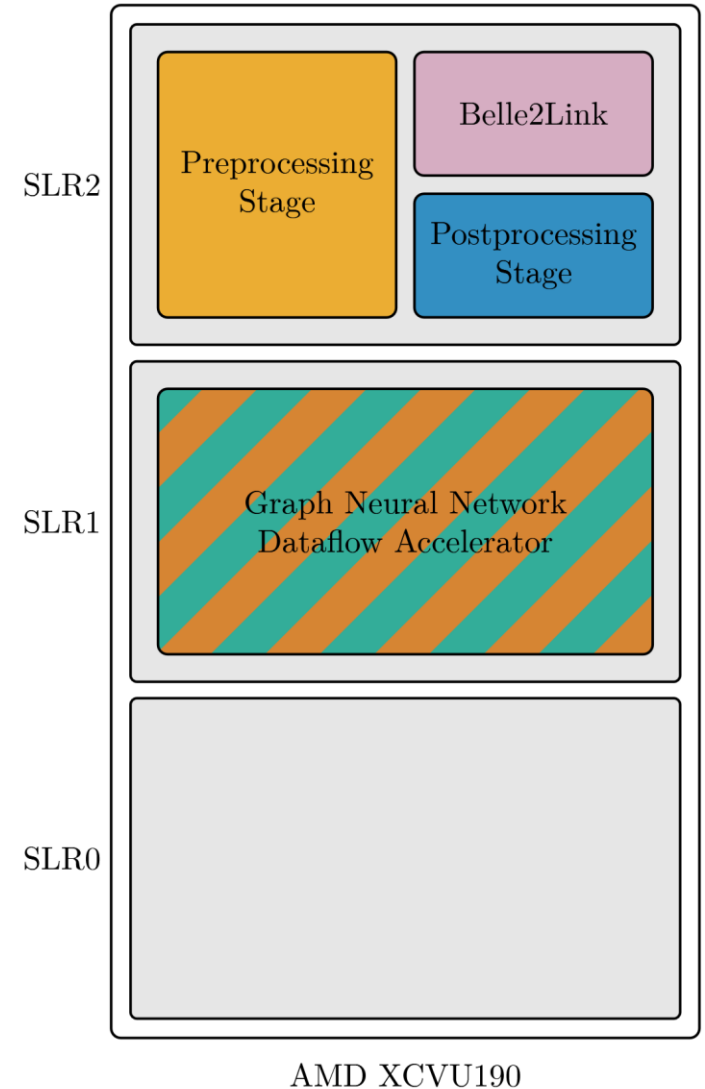 SLR2
Preprocessing
Stage
Belle2Link
Postprocessing
Stage
SLR1
Graph Neural Network
Dataflow Accelerator
SLR0
AMD XCVU190